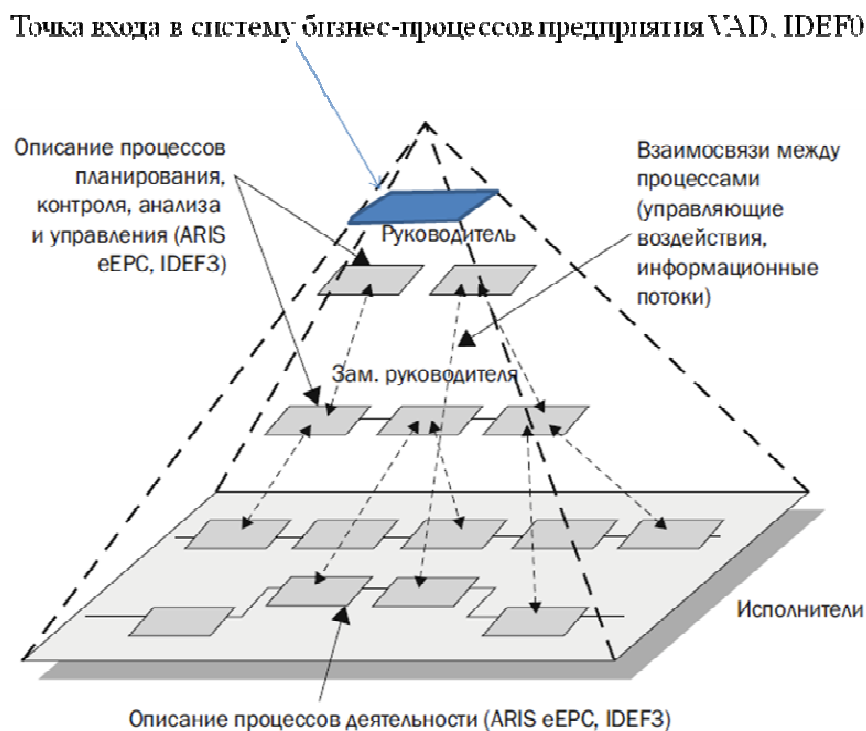 Точка входа в систему бизнес-процессов предприятия VAD, IDEF0
Описание процессов
планирования,
контроля, анализа
и управления (ARIS
eEPC, IDEF3)
Взаимосвязи между
процессами
(управляющие
воздействия,
информационные
потоки)
Руководитель
Зам. руководителя
Исполнители
Описание процессов деятельности (ARIS eEPC, IDEF3)